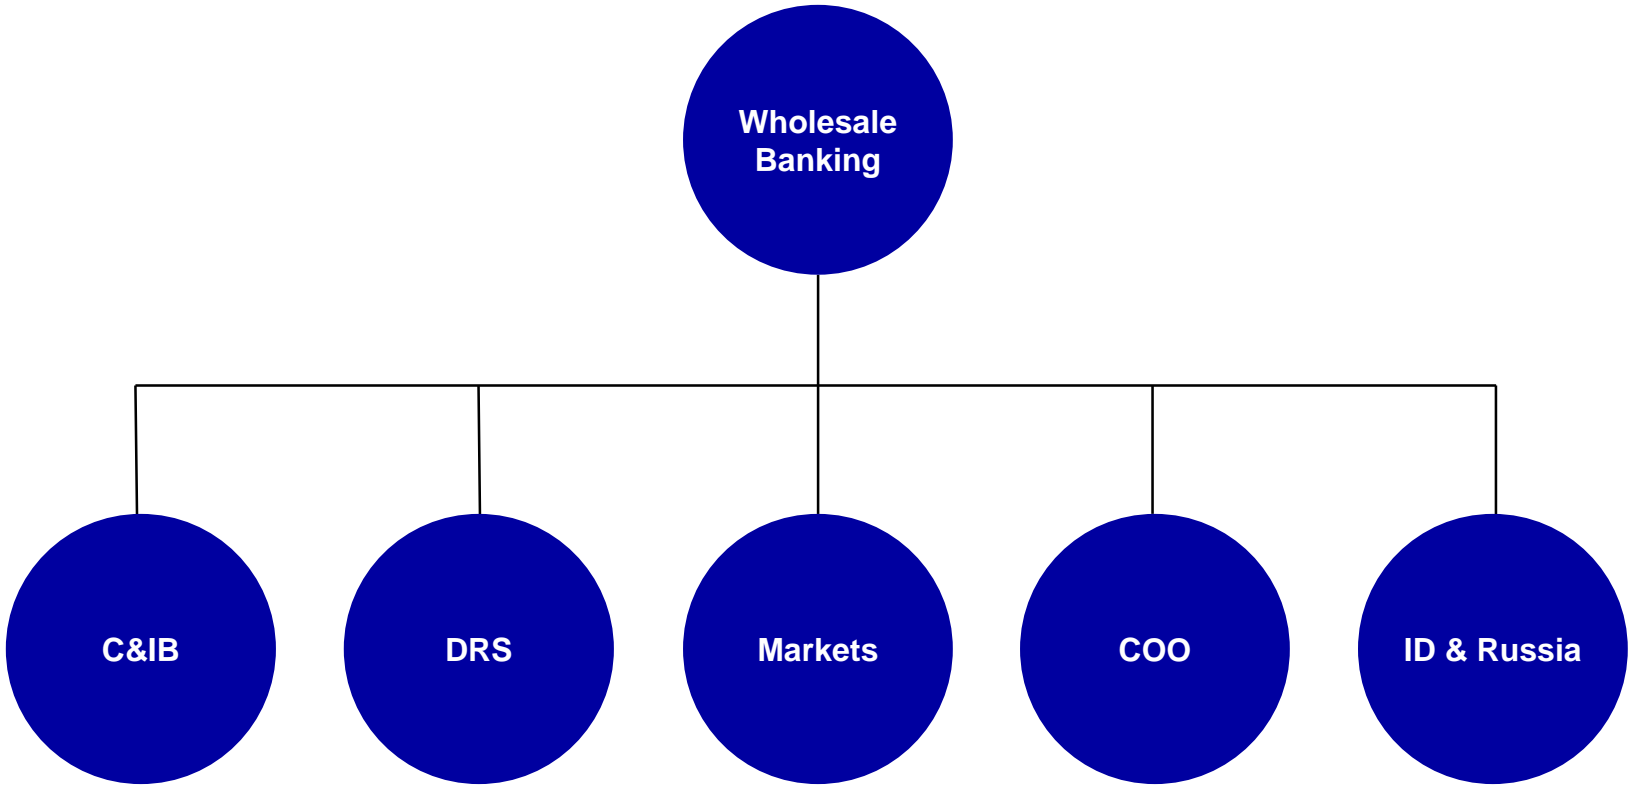 Wholesale
Banking
C&IB
DRS
Markets
COO
ID & Russia